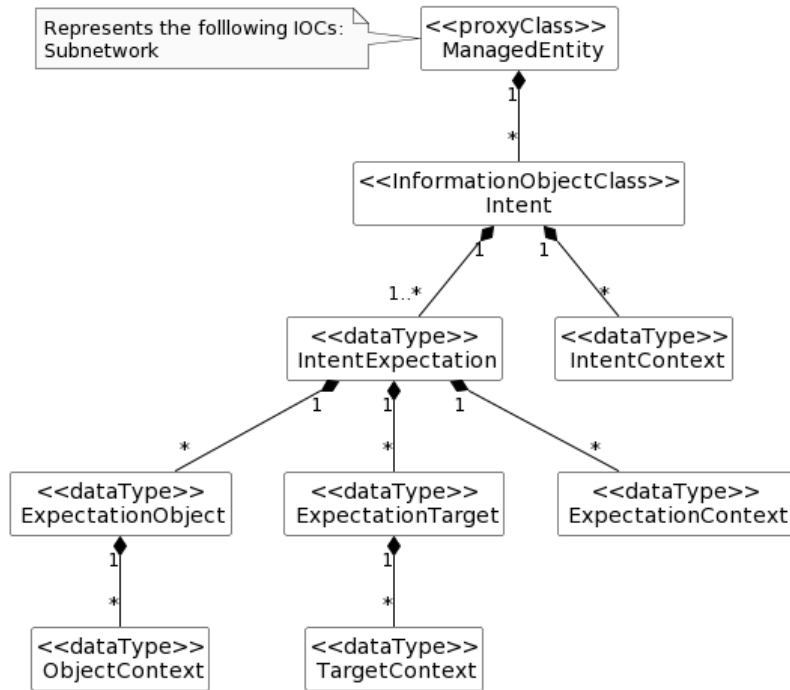 Represents the folllowing IOCs:
Subnetwork
<<proxyClass>>
ManagedEntity
1
*
<<InformationObjectClass>>
Intent
1
1
1..*
*
<<dataType>>
IntentExpectation
<<dataType>>
IntentContext
1
1
1
*
*
*
<<dataType>>
ExpectationObject
<<dataType>>
ExpectationTarget
<<dataType>>
ExpectationContext
1
1
*
*
<<dataType>>
ObjectContext
<<dataType>>
TargetContext